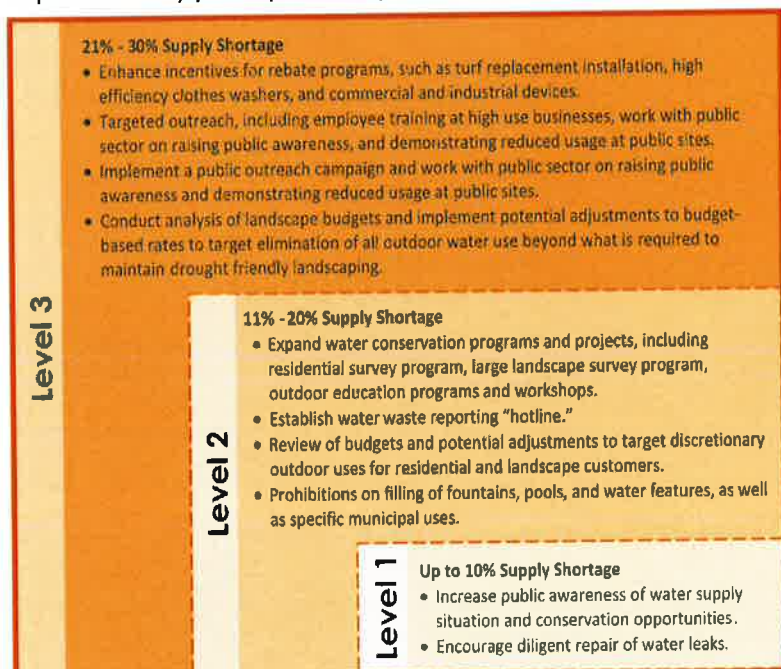 21% - 30% Supply Shortage
• Enhance incentives for rebate programs, such as turf replacement installation, high
efficiency clothes washers, and commercial and industrial devices.
• Targeted outreach, including employee training at high use businesses, work with public
sector on raising public awareness, and demonstrating reduced usage at public sites.
• Implement a public outreach campaign and work with public sector on raising public
awareness and demonstrating reduced usage at public sites.
• Conduct analysis of landscape budgets and implement potential adjustments to budget-
based rates to target elimination of all outdoor water use beyond what is required to
maintain drought friendly landscaping.
Level 3
11% - 20% Supply Shortage
• Expand water conservation programs and projects, including
residential survey program, large landscape survey program,
outdoor education programs and workshops.
• Establish water waste reporting "hotline."
• Review of budgets and potential adjustments to target discretionary
outdoor uses for residential and landscape customers.
• Prohibitions on filling of fountains, pools, and water features, as well
as specific municipal uses.
Level 2
Up to 10% Supply Shortage
• Increase public awareness of water supply
situation and conservation opportunities.
• Encourage diligent repair of water leaks.
Level 1